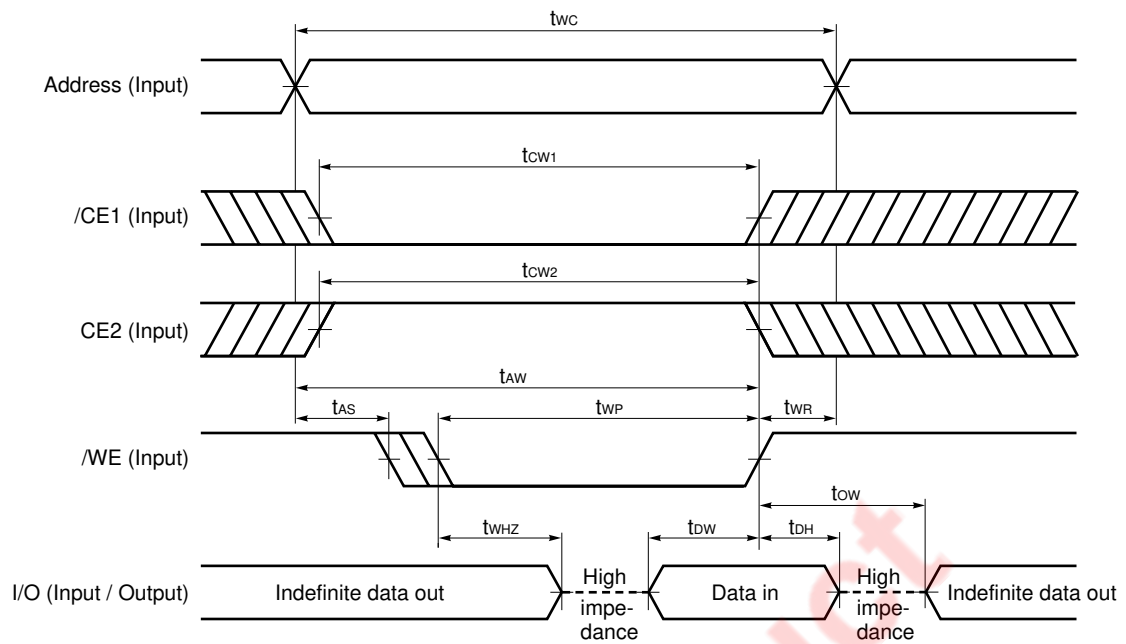 tWC
Address (Input)
tCW1
/CE1 (Input)
tCW2
CE2 (Input)
tAW
tAS
tWP
tWR
/WE (Input)
tOW
tWHZ
tDW
tDH
I/O (Input / Output)
Indefinite data out
High
impe-
dance
Data in
High
impe-
dance
Indefinite data out